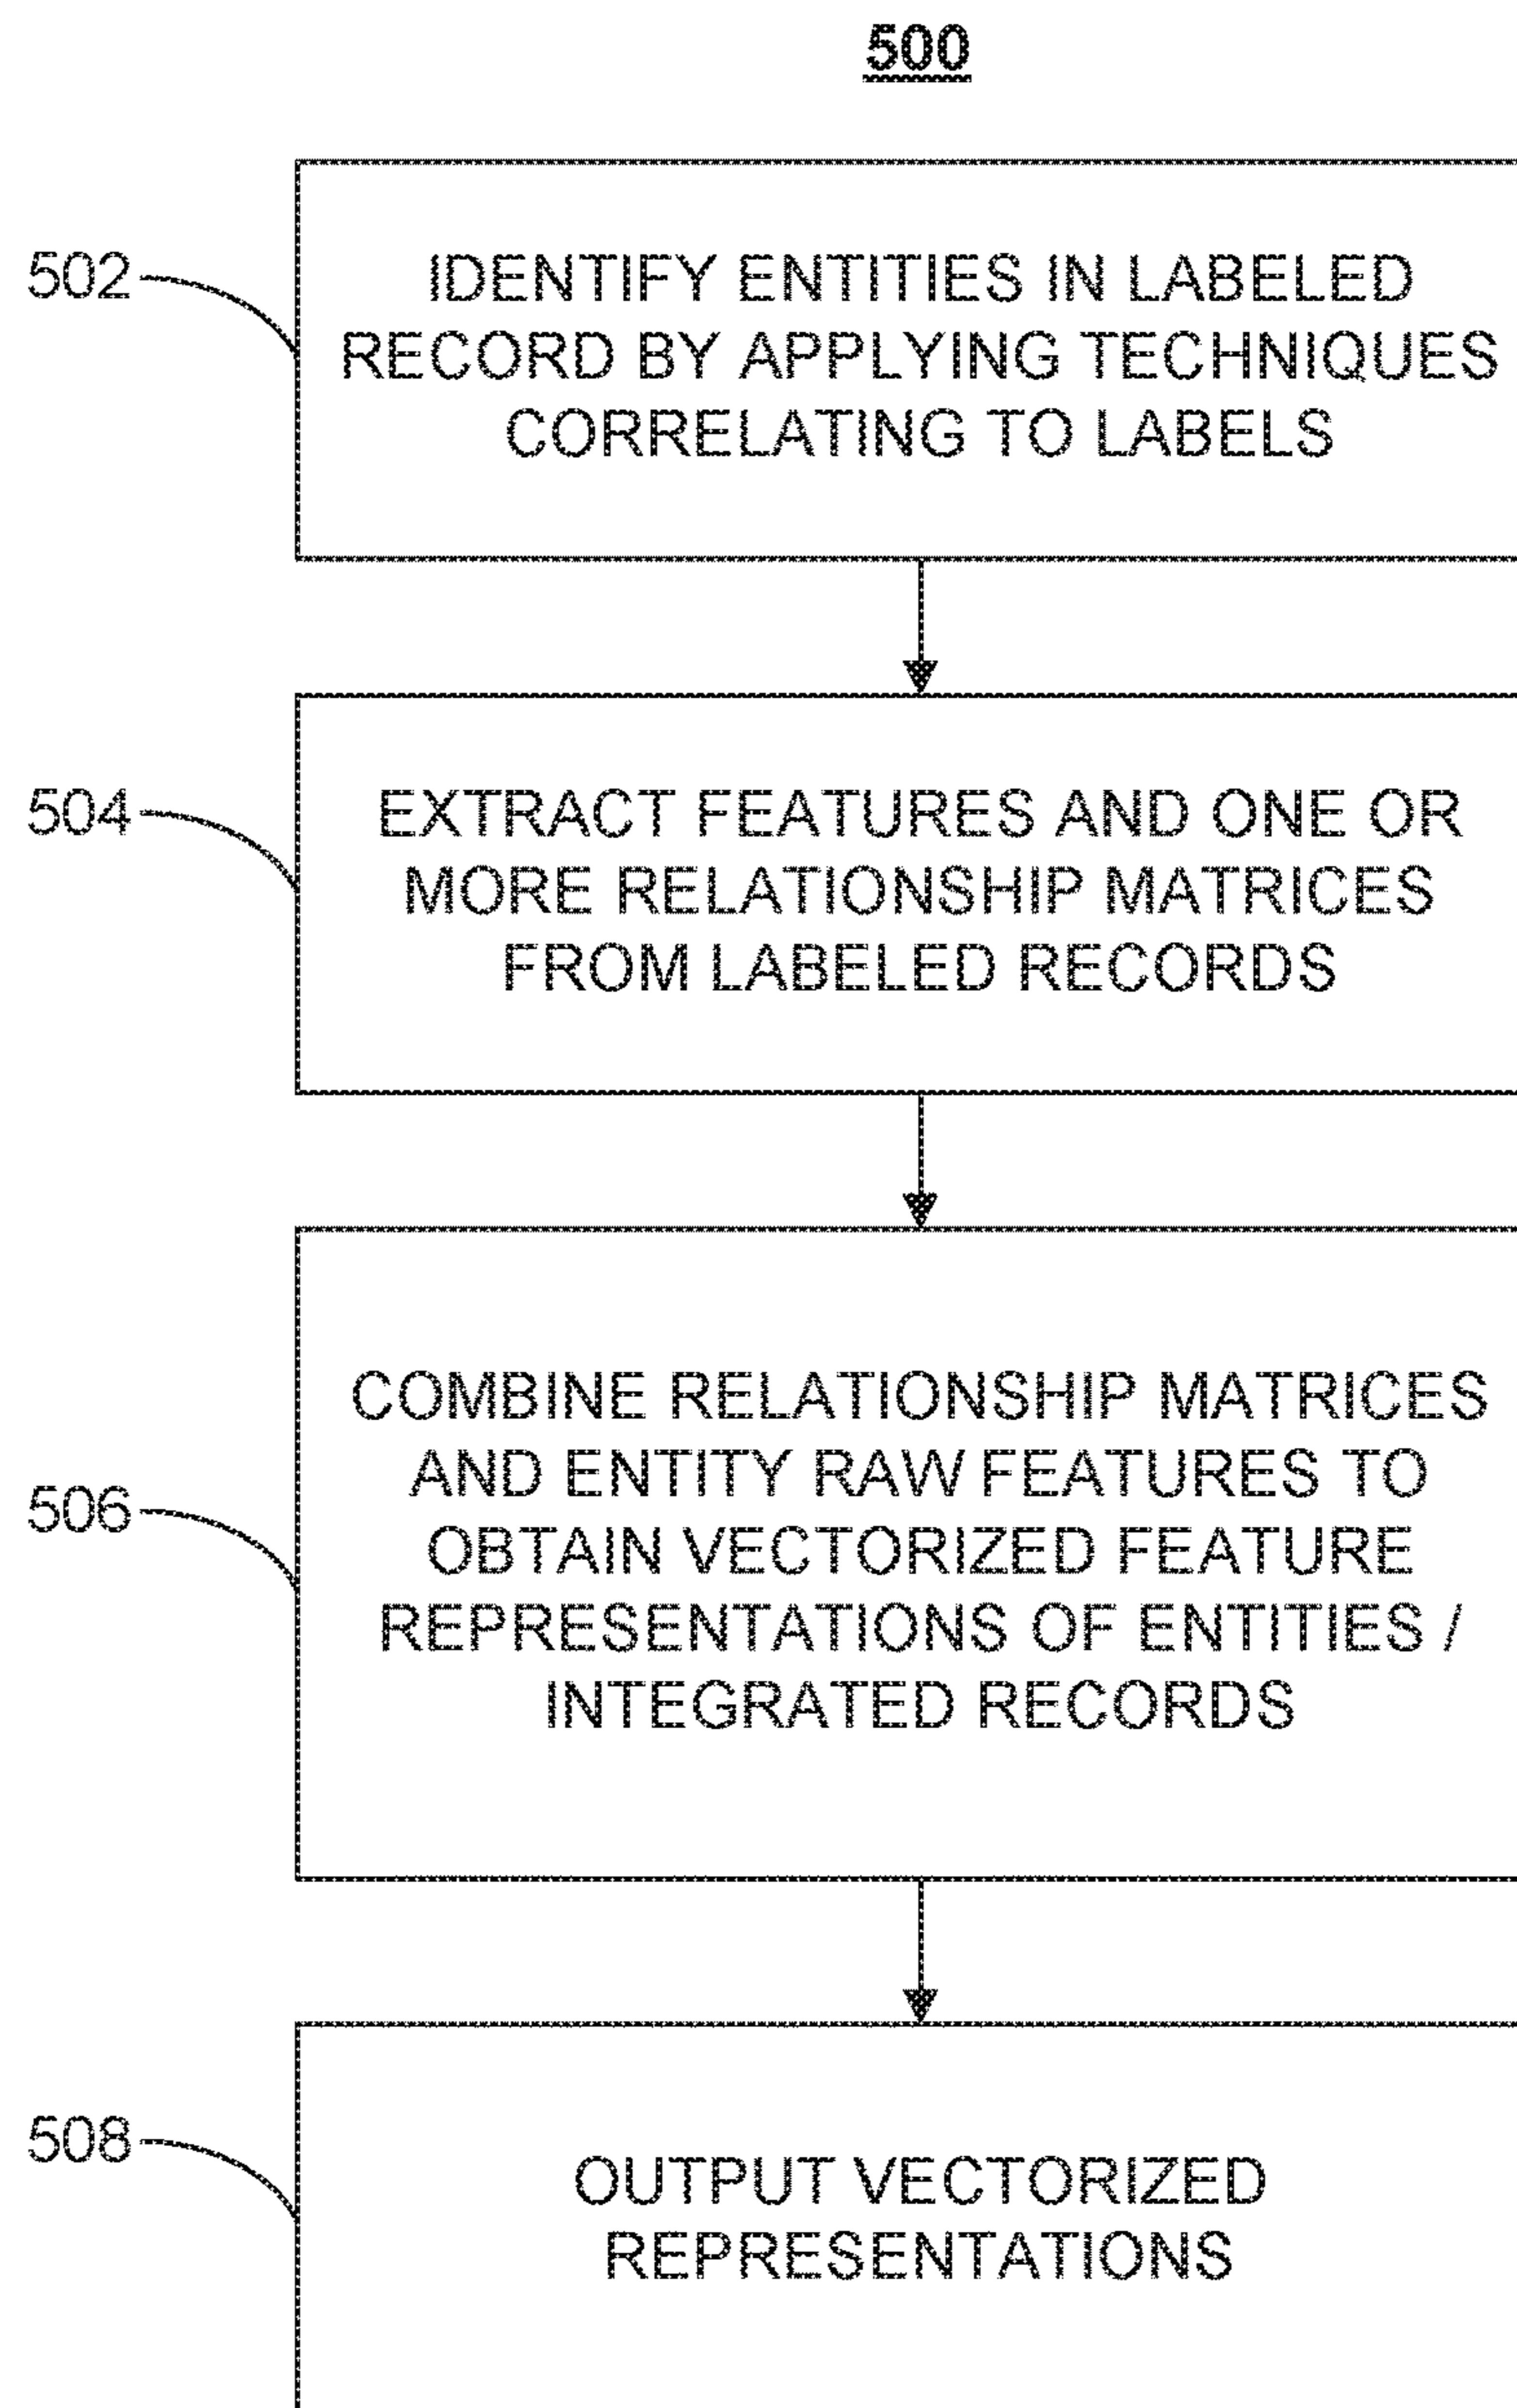 500
502
IDENTIFY ENTITIES IN LABELED
RECORD BY APPLYING TECHNIQUES
CORRELATING TO LABELS
504
EXTRACT FEATURES AND ONE OR
MORE RELATIONSHIP MATRICES
FROM LABELED RECORDS
506
COMBINE RELATIONSHIP MATRICES
AND ENTITY RAW FEATURES TO
OBTAIN VECTORIZED FEATURE
REPRESENTATIONS OF ENTITIES /
INTEGRATED RECORDS
508
OUTPUT VECTORIZED
REPRESENTATIONS